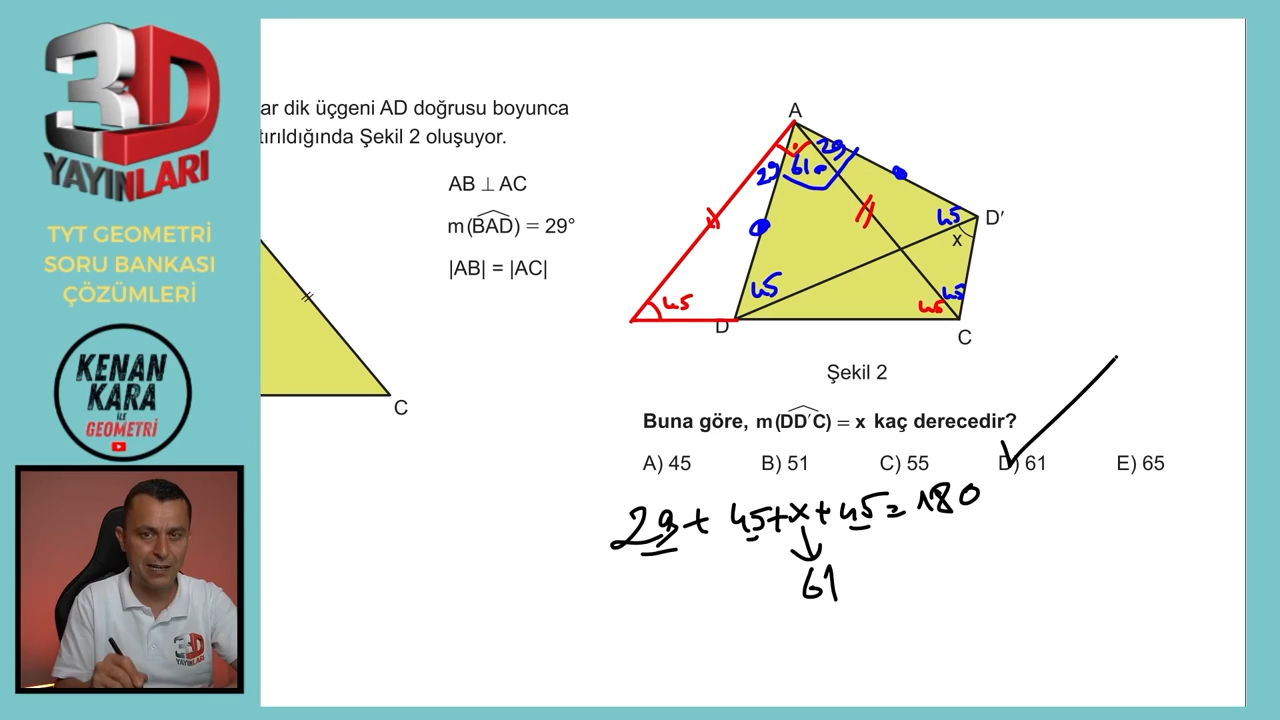 3D
YAYINLARI
TYT GEOMETRİ
SORU BANKASI
ÇÖZÜMLERİ
KENAN
KARA
İLE
GEOMETRİ
3D
YAYINLARI
ar dik üçgeni AD doğrusu boyunca
tırıldığında Şekil 2 oluşuyor.
AB ⊥ AC
m(BAD) = 29°
|AB| = |AC|
C
A
29
29
61
45
D′
x
45
45
45
45
D
C
Şekil 2
Buna göre, m(DD′C) = x kaç derecedir?
A) 45 B) 51 C) 55 D) 61 E) 65
29 + 45 + x + 45 = 180
61